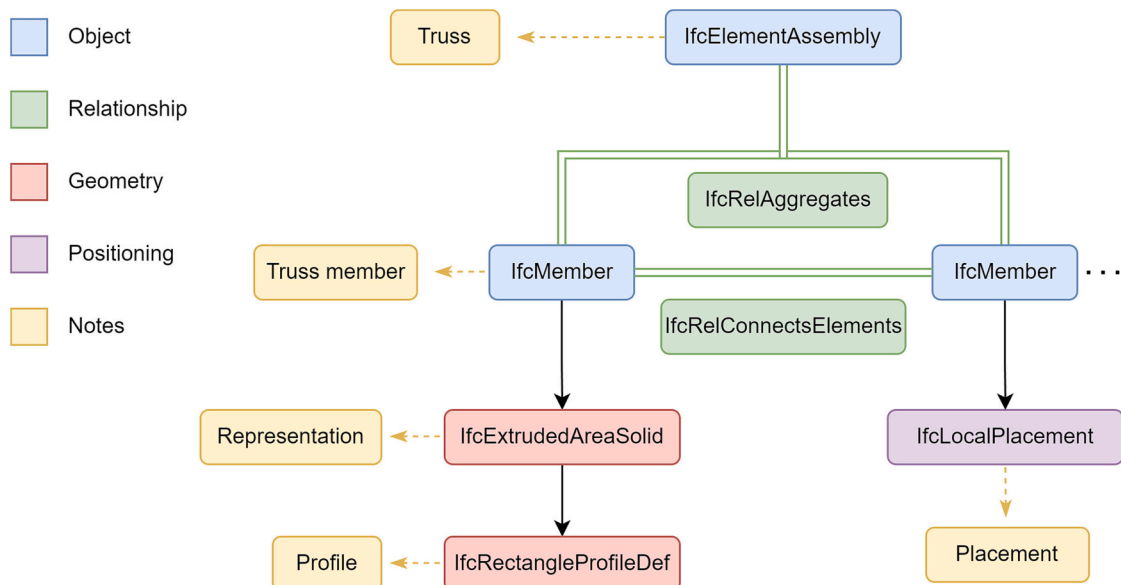 Object
Relationship
Geometry
Positioning
Notes
Truss
IfcElementAssembly
IfcRelAggregates
Truss member
IfcMember
IfcMember
...
IfcRelConnectsElements
Representation
IfcExtrudedAreaSolid
IfcLocalPlacement
Profile
IfcRectangleProfileDef
Placement